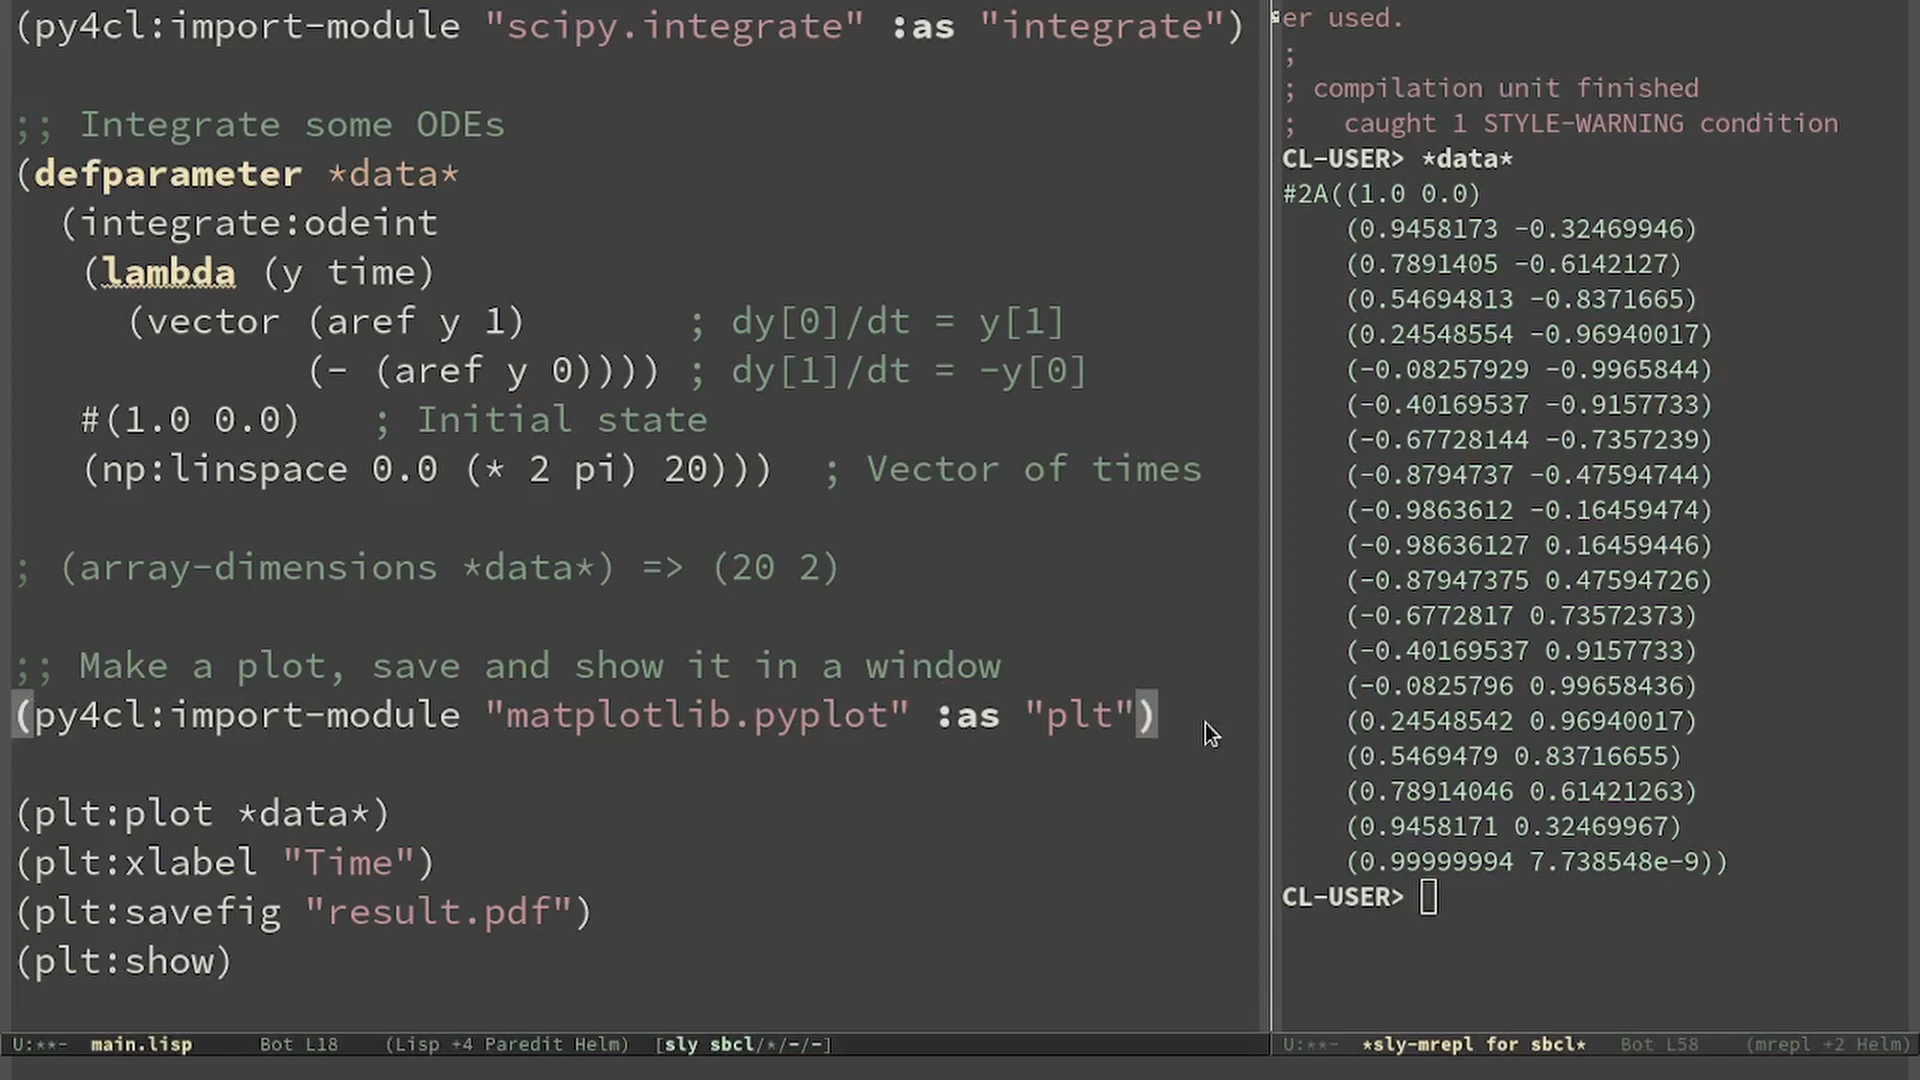 (py4cl:import-module "scipy.integrate" :as "integrate")
;; Integrate some ODEs
(defparameter *data*
(integrate:odeint
(lambda (y time)
(vector (aref y 1) ; dy[0]/dt = y[1]
(- (aref y 0)))) ; dy[1]/dt = -y[0]
#(1.0 0.0) ; Initial state
(np:linspace 0.0 (* 2 pi) 20))) ; Vector of times
; (array-dimensions *data*) => (20 2)
;; Make a plot, save and show it in a window
(py4cl:import-module "matplotlib.pyplot" :as "plt")
(plt:plot *data*)
(plt:xlabel "Time")
(plt:savefig "result.pdf")
(plt:show)
U:**- main.lisp Bot L18 (Lisp +4 Paredit Helm) [sly sbcl/*/-/-]
er used.
;
; compilation unit finished
; caught 1 STYLE-WARNING condition
CL-USER> *data*
#2A((1.0 0.0)
(0.9458173 -0.32469946)
(0.7891405 -0.6142127)
(0.54694813 -0.8371665)
(0.24548554 -0.96940017)
(-0.08257929 -0.9965844)
(-0.40169537 -0.9157733)
(-0.67728144 -0.7357239)
(-0.8794737 -0.47594744)
(-0.9863612 -0.16459474)
(-0.98636127 0.16459446)
(-0.87947375 0.47594726)
(-0.6772817 0.73572373)
(-0.40169537 0.9157733)
(-0.0825796 0.99658436)
(0.24548542 0.96940017)
(0.5469479 0.83716655)
(0.78914046 0.61421263)
(0.9458171 0.32469967)
(0.99999994 7.738548e-9))
CL-USER>
U:**- *sly-mrepl for sbcl* Bot L58 (mrepl +2 Helm)